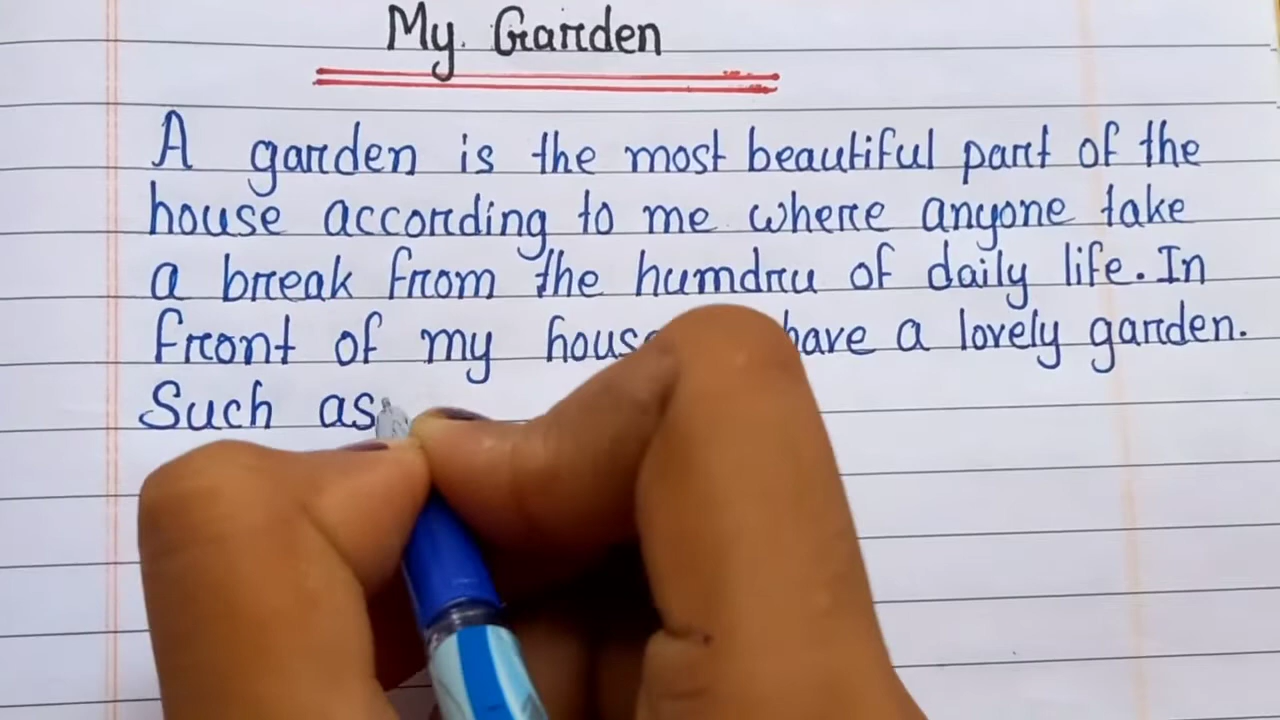 My. Garden
A garden is the most beautiful part of the
house according to me where anyone take
a break from the humdru of daily life. In
front of my house have a lovely garden.
Such as